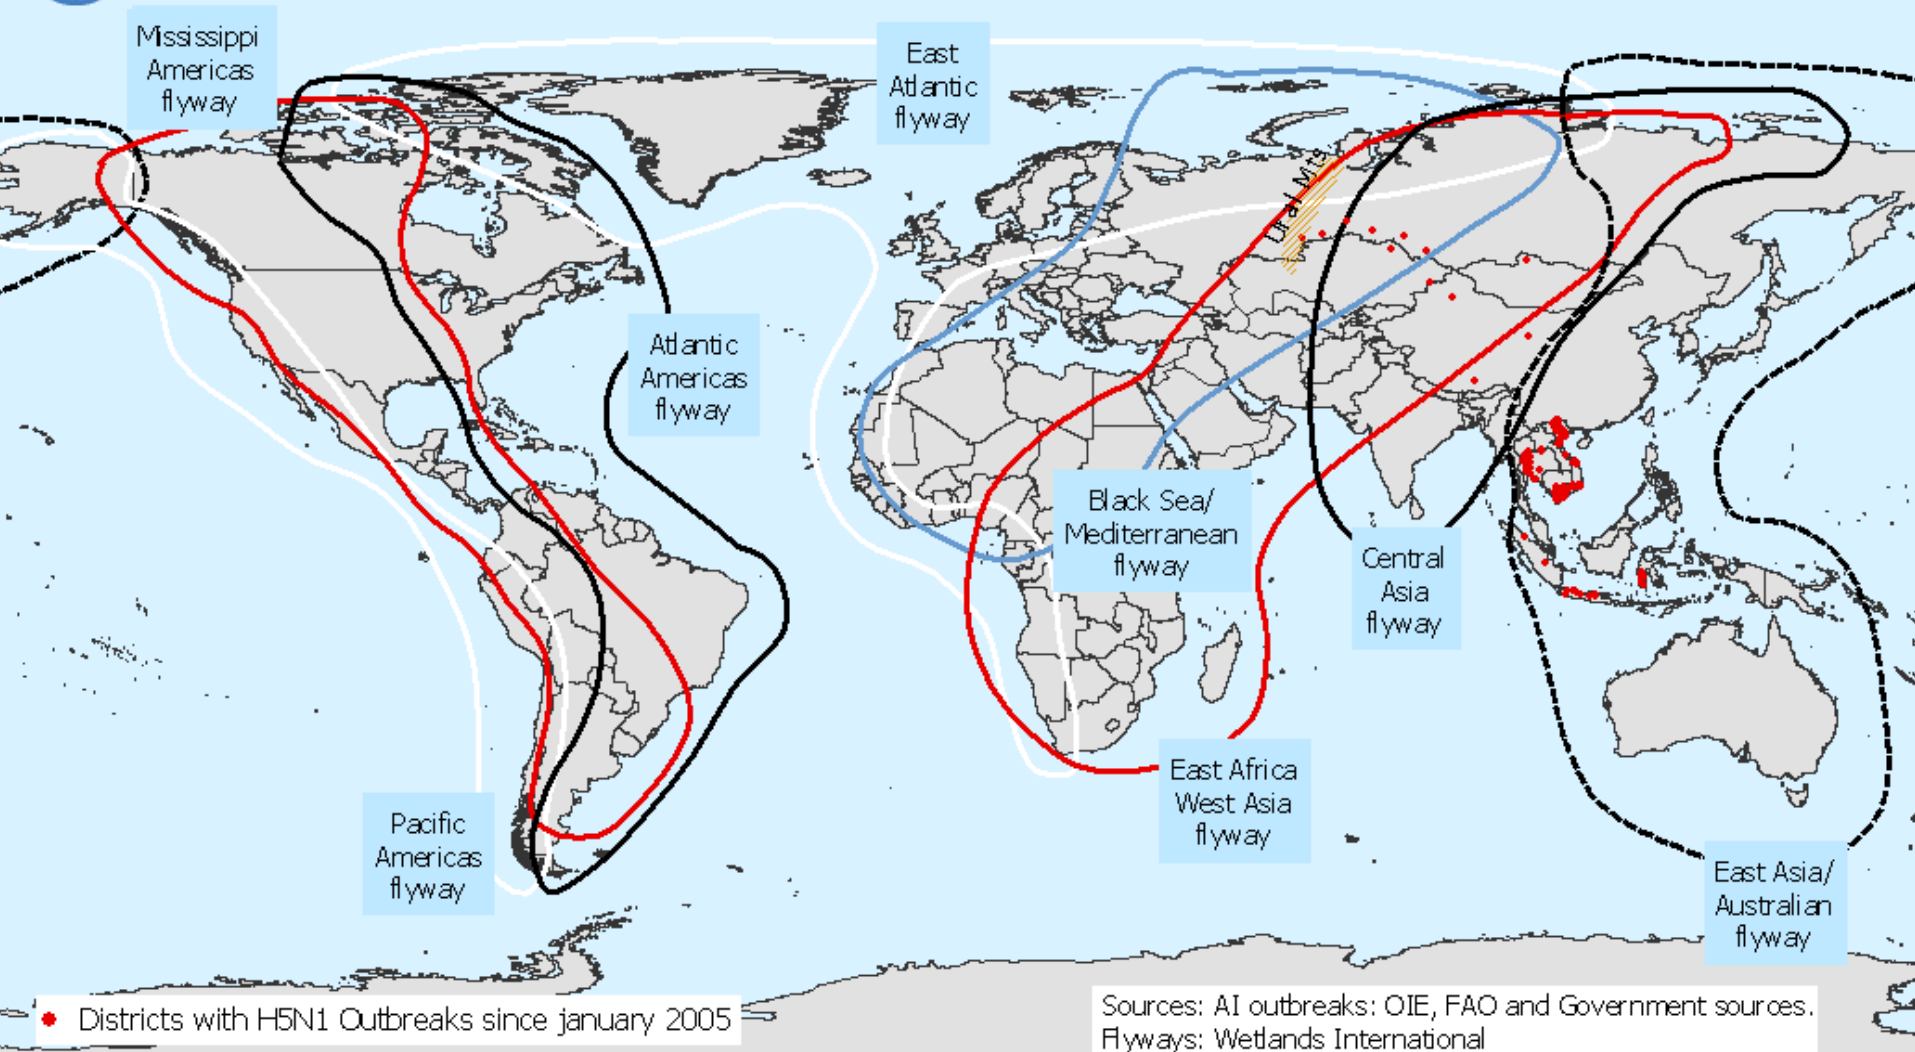 Mississippi
Americas
flyway
East
Atlantic
flyway
Ural Mts
Atlantic
Americas
flyway
Black Sea/
Mediterranean
flyway
Central
Asia
flyway
East Africa
West Asia
flyway
Pacific
Americas
flyway
East Asia/
Australian
flyway
Districts with H5N1 Outbreaks since january 2005
Sources: AI outbreaks: OIE, FAO and Government sources.
Flyways: Wetlands International